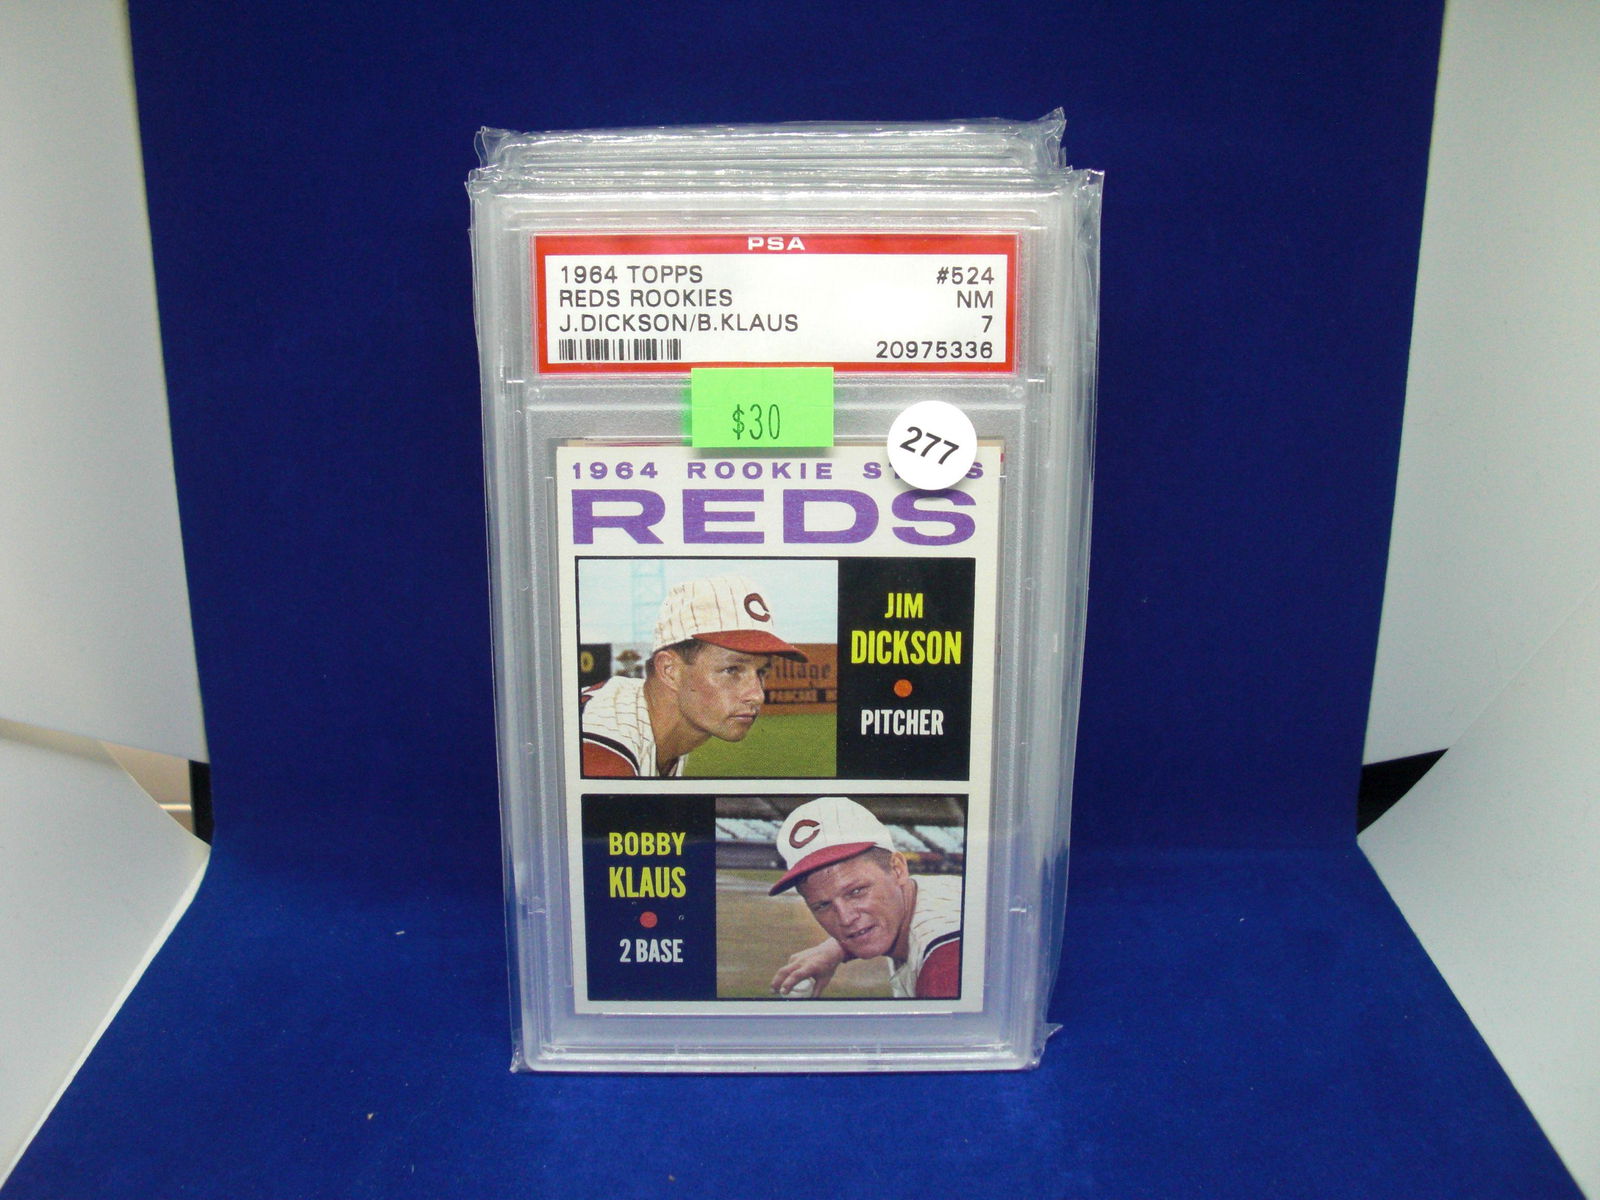 PSA
1964 TOPPS #524
REDS ROOKIES NM
J.DICKSON/B.KLAUS 7
20975336
$30
277
1964 ROOKIE
REDS
JIM
DICKSON
PITCHER
illage
BOBBY
KLAUS
2 BASE